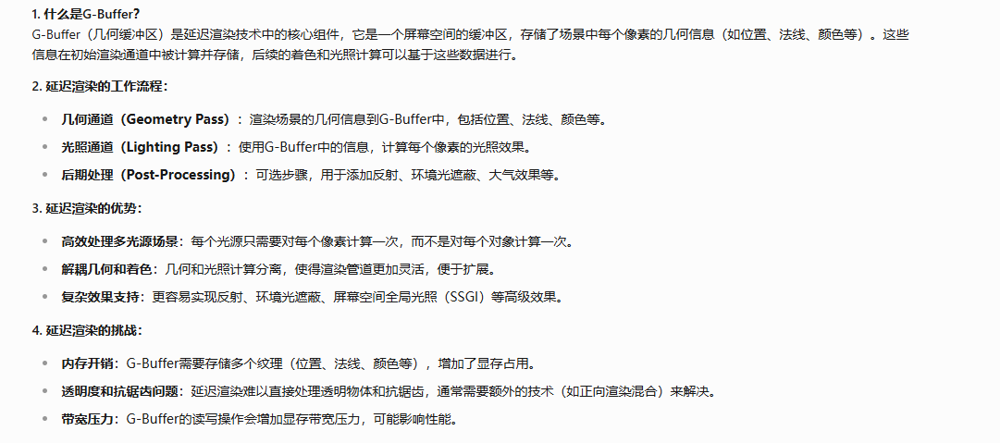 1. 什么是G-Buffer？
G-Buffer（几何缓冲区）是延迟渲染技术中的核心组件，它是一个屏幕空间的缓冲区，存储了场景中每个像素的几何信息（如位置、法线、颜色等）。这些
信息在初始渲染通道中被计算并存储，后续的着色和光照计算可以基于这些数据进行。
2. 延迟渲染的工作流程：
• 几何通道（Geometry Pass）：渲染场景的几何信息到G-Buffer中，包括位置、法线、颜色等。
• 光照通道（Lighting Pass）：使用G-Buffer中的信息，计算每个像素的光照效果。
• 后期处理（Post-Processing）：可选步骤，用于添加反射、环境光遮蔽、大气效果等。
3. 延迟渲染的优势：
• 高效处理多光源场景：每个光源只需要对每个像素计算一次，而不是对每个对象计算一次。
• 解耦几何和着色：几何和光照计算分离，使得渲染管道更加灵活，便于扩展。
• 复杂效果支持：更容易实现反射、环境光遮蔽、屏幕空间全局光照（SSGI）等高级效果。
4. 延迟渲染的挑战：
• 内存开销：G-Buffer需要存储多个纹理（位置、法线、颜色等），增加了显存占用。
• 透明度和抗锯齿问题：延迟渲染难以直接处理透明物体和抗锯齿，通常需要额外的技术（如正向渲染混合）来解决。
• 带宽压力：G-Buffer的读写操作会增加显存带宽压力，可能影响性能。